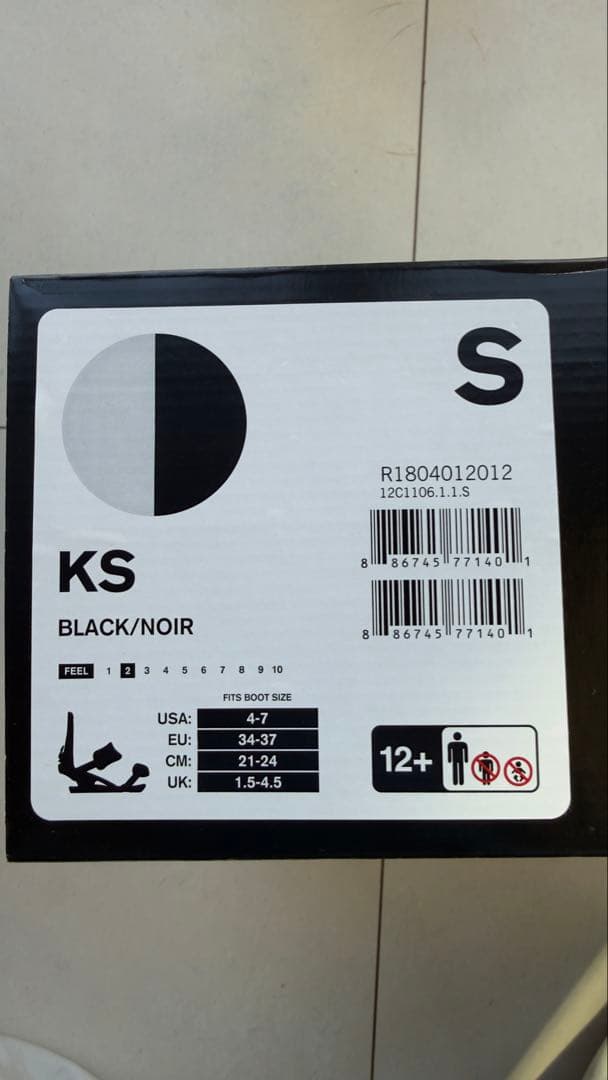 S
R1804012012
12C1106.1.1.S
8 86745 77140 1
8 86745 77140 1
KS
BLACK/NOIR
FEEL 1 2 3 4 5 6 7 8 9 10
FITS BOOT SIZE
USA: 4-7
EU: 34-37
CM: 21-24
UK: 1.5-4.5
12+